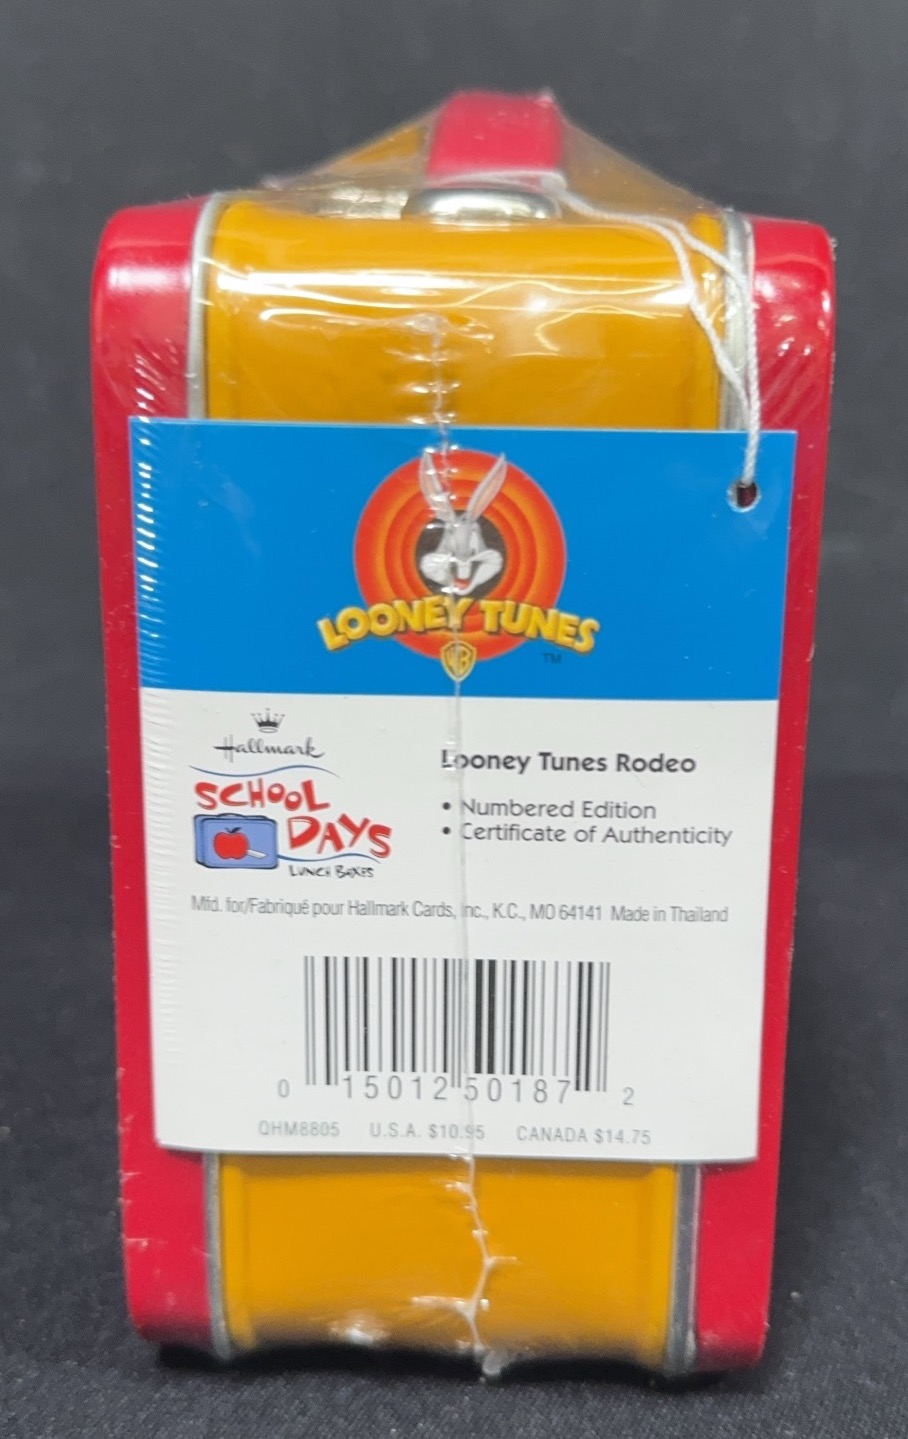 LOONEY TUNES
WB
TM
Hallmark
SCHOOL
DAYS
LUNCH BOXES
Looney Tunes Rodeo
• Numbered Edition
• Certificate of Authenticity
Mfd. for/Fabriqué pour Hallmark Cards, Inc., K.C., MO 64141 Made in Thailand
0 15012 50187 2
QHM8805 U.S.A. $10.95 CANADA $14.75